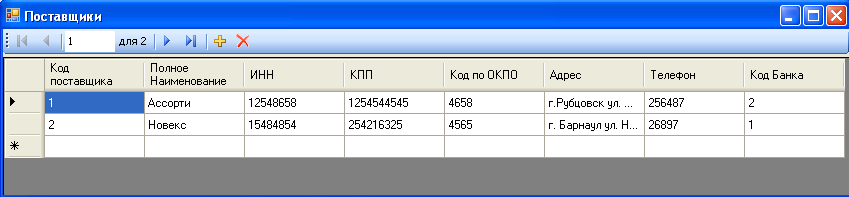 Поставщики
1 для 2
Код поставщика Полное Наименование ИНН КПП Код по ОКПО Адрес Телефон Код Банка
1 Ассорти 12548658 1254544545 4658 г.Рубцовск ул. ... 256487 2
2 Новекс 15484854 254216325 4565 г. Барнаул ул. Н... 26897 1